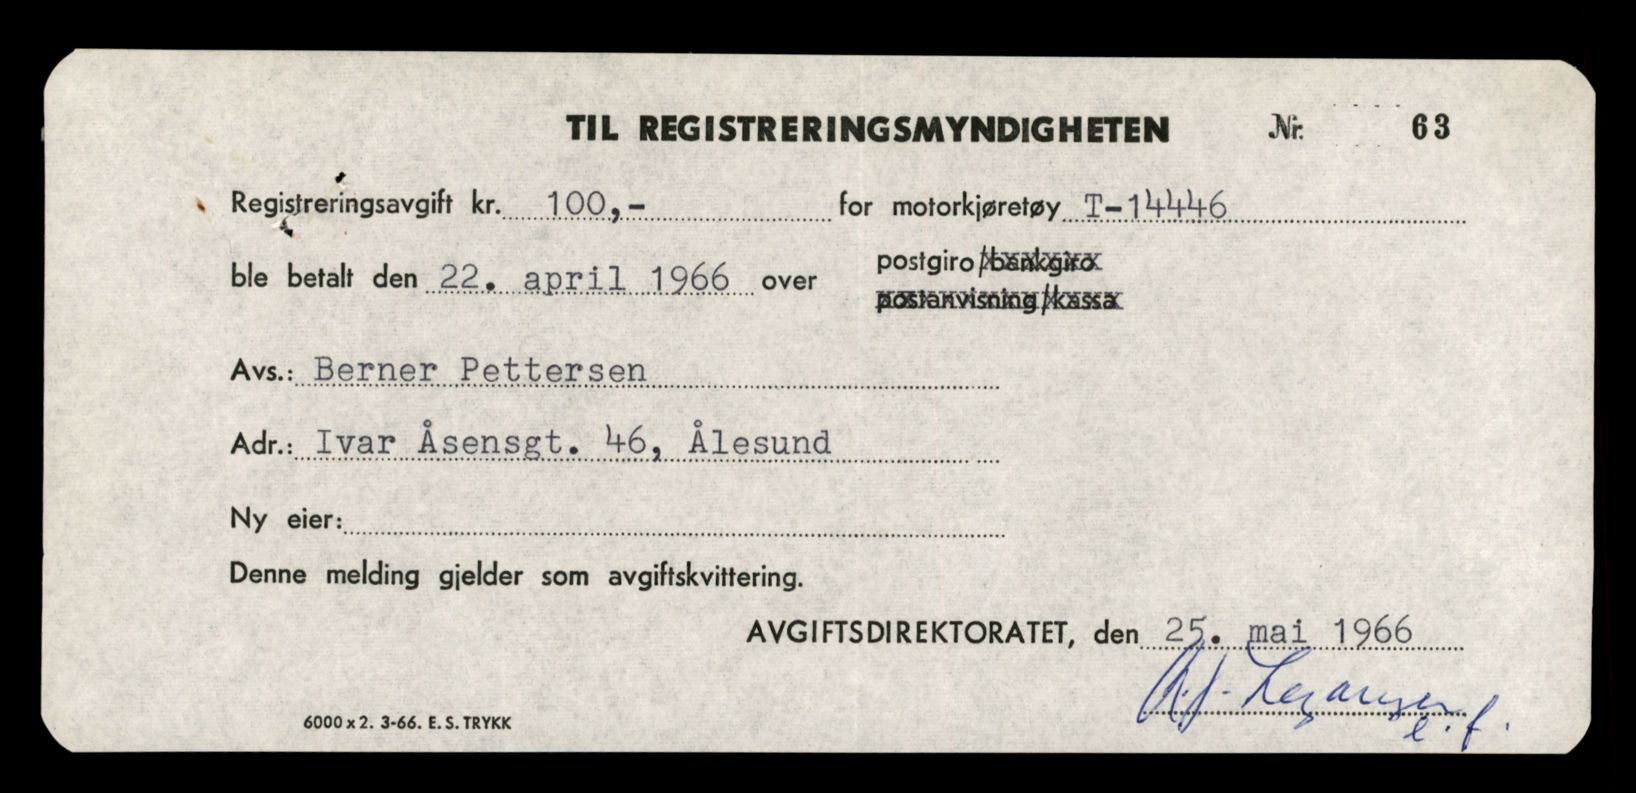 TIL REGISTRERINGSMYNDIGHETEN Nr. 63
Registreringsavgift kr. 100,- for motorkjøretøy T-14446
ble betalt den 22. april 1966 over postgiro/bankgiro
postanvisning/kassa
Avs.: Berner Pettersen
Adr.: Ivar Åsensgt. 46, Ålesund
Ny eier:
Denne melding gjelder som avgiftskvittering.
AVGIFTSDIREKTORATET, den 25. mai 1966
e.f.
6000 x 2. 3-66. E. S. TRYKK